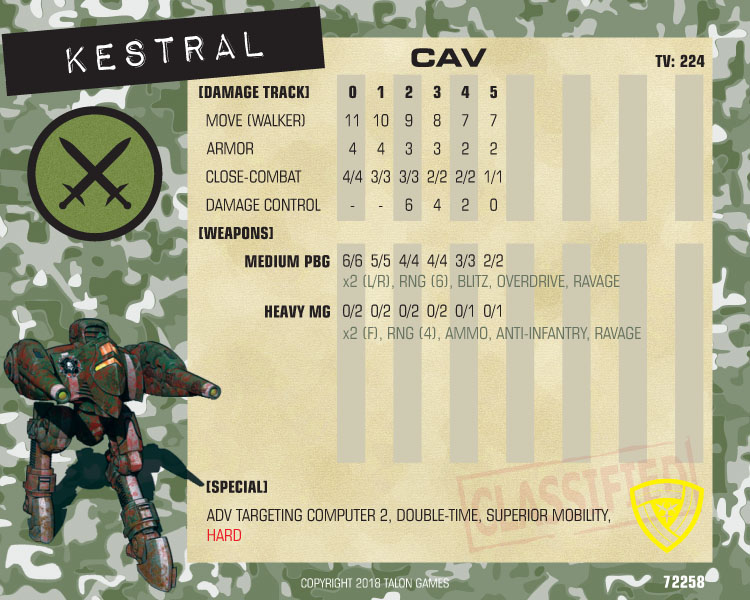 KESTRAL
CAV
TV: 224
[DAMAGE TRACK] 0 1 2 3 4 5
MOVE (WALKER) 11 10 9 8 7 7
ARMOR 4 4 3 3 2 2
CLOSE-COMBAT 4/4 3/3 3/3 2/2 2/2 1/1
DAMAGE CONTROL - - 6 4 2 0
[WEAPONS]
MEDIUM PBG 6/6 5/5 4/4 4/4 3/3 2/2
x2 (L/R), RNG (6), BLITZ, OVERDRIVE, RAVAGE
HEAVY MG 0/2 0/2 0/2 0/2 0/1 0/1
x2 (F), RNG (4), AMMO, ANTI-INFANTRY, RAVAGE
CLASSIFIED
[SPECIAL]
ADV TARGETING COMPUTER 2, DOUBLE-TIME, SUPERIOR MOBILITY,
HARD
COPYRIGHT 2018 TALON GAMES
72258